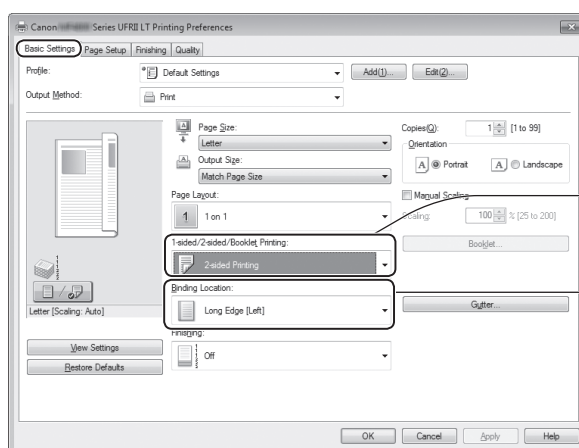 Canon Series UFRII LT Printing Preferences
Basic Settings Page Setup Finishing Quality
Profile: Default Settings Add(1)... Edit(2)...
Output Method: Print
Page Size: Copies(Q): 1 [1 to 99]
Letter Orientation
Output Size: A Portrait A Landscape
Match Page Size
Page Layout: Manual Scaling
1 1 on 1 Scaling: 100 % [25 to 200]
1-sided/2-sided/Booklet Printing: Booklet...
2-sided Printing
Binding Location:
Long Edge [Left] Gutter...
Letter [Scaling: Auto]
Finishing:
View Settings Off
Restore Defaults
OK Cancel Apply Help